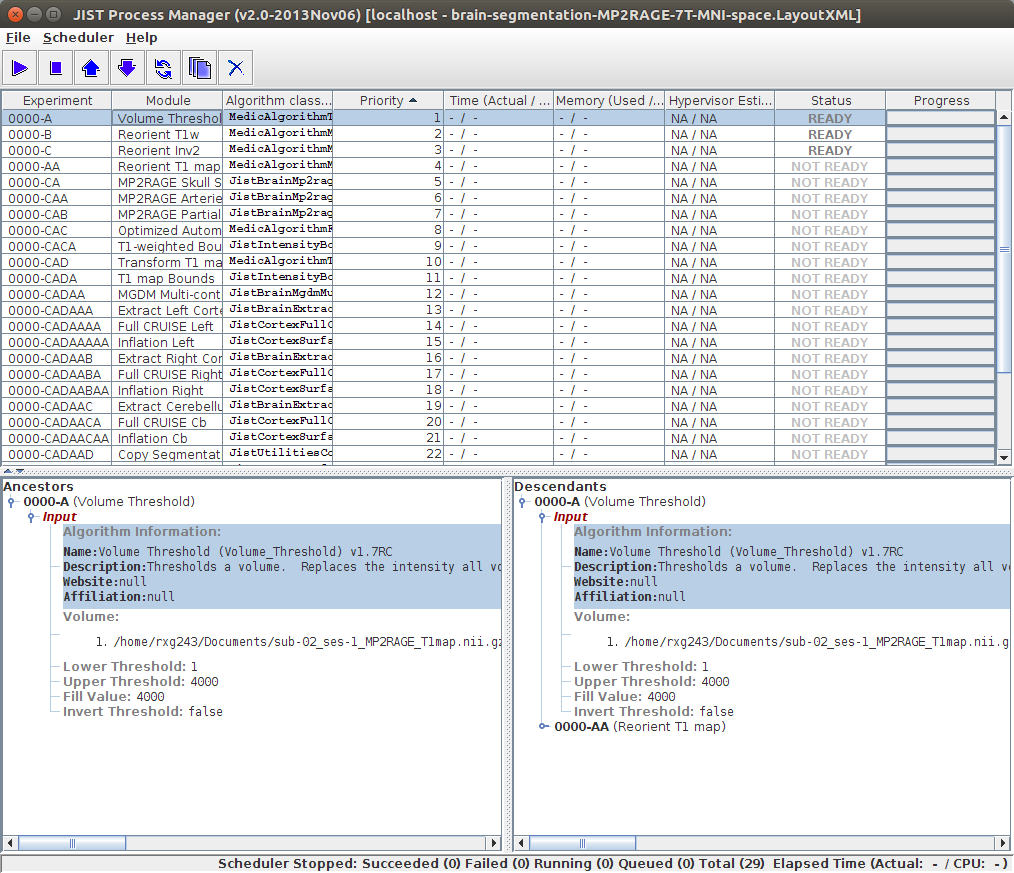 JIST Process Manager (v2.0-2013Nov06) [localhost - brain-segmentation-MP2RAGE-7T-MNI-space.LayoutXML]
File Scheduler Help
Experiment Module Algorithm class... Priority Time (Actual / ... Memory (Used /... Hypervisor Esti... Status Progress
0000-A Volume Threshol MedicAlgorithmT 1 - / - - / - NA / NA READY
0000-B Reorient T1w MedicAlgorithmM 2 - / - - / - NA / NA READY
0000-C Reorient Inv2 MedicAlgorithmM 3 - / - - / - NA / NA READY
0000-AA Reorient T1 map MedicAlgorithmM 4 - / - - / - NA / NA NOT READY
0000-CA MP2RAGE Skull S JistBrainMp2rag 5 - / - - / - NA / NA NOT READY
0000-CAA MP2RAGE Arterie JistBrainMp2rag 6 - / - - / - NA / NA NOT READY
0000-CAB MP2RAGE Partial JistBrainMp2rag 7 - / - - / - NA / NA NOT READY
0000-CAC Optimized Autom MedicAlgorithmF 8 - / - - / - NA / NA NOT READY
0000-CACA T1-weighted Bou JistIntensityBo 9 - / - - / - NA / NA NOT READY
0000-CAD Transform T1 ma MedicAlgorithmT 10 - / - - / - NA / NA NOT READY
0000-CADA T1 map Bounds JistIntensityBo 11 - / - - / - NA / NA NOT READY
0000-CADAA MGDM Multi-cont JistBrainMgdmMu 12 - / - - / - NA / NA NOT READY
0000-CADAAA Extract Left Corte JistBrainExtrac 13 - / - - / - NA / NA NOT READY
0000-CADAAAA Full CRUISE Left JistCortexFullC 14 - / - - / - NA / NA NOT READY
0000-CADAAAAA Inflation Left JistCortexSurfa 15 - / - - / - NA / NA NOT READY
0000-CADAAB Extract Right Cor JistBrainExtrac 16 - / - - / - NA / NA NOT READY
0000-CADAABA Full CRUISE Right JistCortexFullC 17 - / - - / - NA / NA NOT READY
0000-CADAABAA Inflation Right JistCortexSurfa 18 - / - - / - NA / NA NOT READY
0000-CADAAC Extract Cerebellu JistBrainExtrac 19 - / - - / - NA / NA NOT READY
0000-CADAACA Full CRUISE Cb JistCortexFullC 20 - / - - / - NA / NA NOT READY
0000-CADAACAA Inflation Cb JistCortexSurfa 21 - / - - / - NA / NA NOT READY
0000-CADAAD Copy Segmentat JistUtilitiesCo 22 - / - - / - NA / NA NOT READY
Ancestors
0000-A (Volume Threshold)
Input
Algorithm Information:
Name:Volume Threshold (Volume_Threshold) v1.7RC
Description:Thresholds a volume. Replaces the intensity all vo
Website:null
Affiliation:null
Volume:
1. /home/rxg243/Documents/sub-02_ses-1_MP2RAGE_T1map.nii.gz
Lower Threshold: 1
Upper Threshold: 4000
Fill Value: 4000
Invert Threshold: false
Descendants
0000-A (Volume Threshold)
Input
Algorithm Information:
Name:Volume Threshold (Volume_Threshold) v1.7RC
Description:Thresholds a volume. Replaces the intensity all v
Website:null
Affiliation:null
Volume:
1. /home/rxg243/Documents/sub-02_ses-1_MP2RAGE_T1map.nii.g
Lower Threshold: 1
Upper Threshold: 4000
Fill Value: 4000
Invert Threshold: false
0000-AA (Reorient T1 map)
Scheduler Stopped: Succeeded (0) Failed (0) Running (0) Queued (0) Total (29) Elapsed Time (Actual: - / CPU: -)